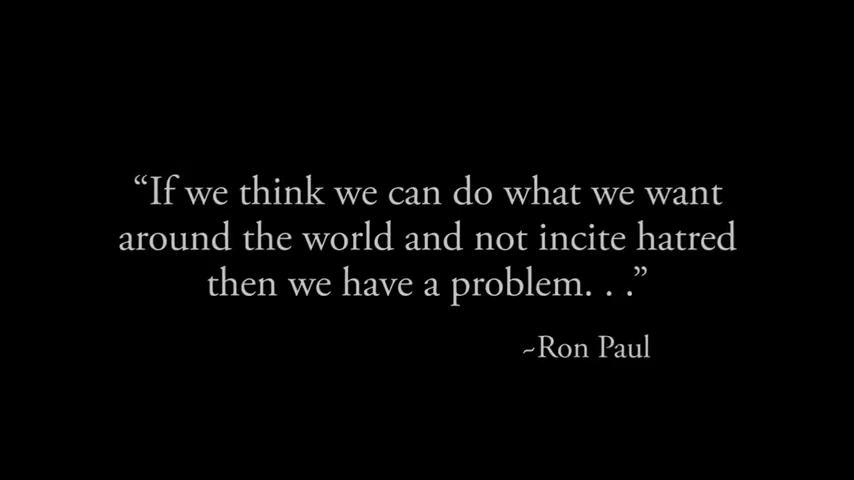 “If we think we can do what we want
around the world and not incite hatred
then we have a problem. . .”
~Ron Paul